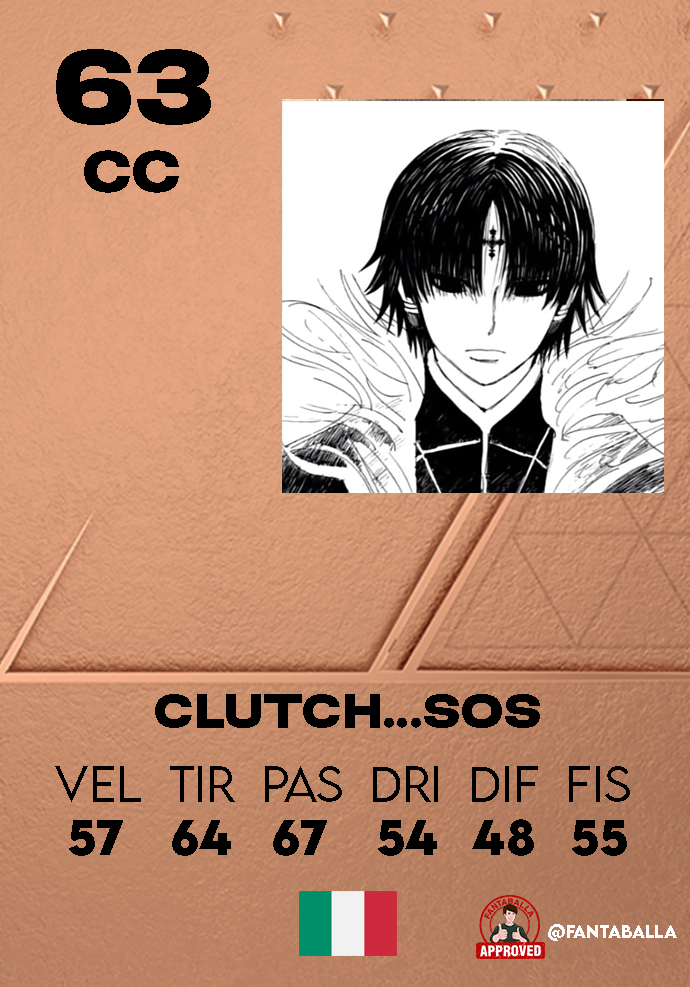 63
CC
CLUTCH...SOS
VEL TIR PAS DRI DIF FIS
57 64 67 54 48 55
FANTABALLA
APPROVED
@FANTABALLA